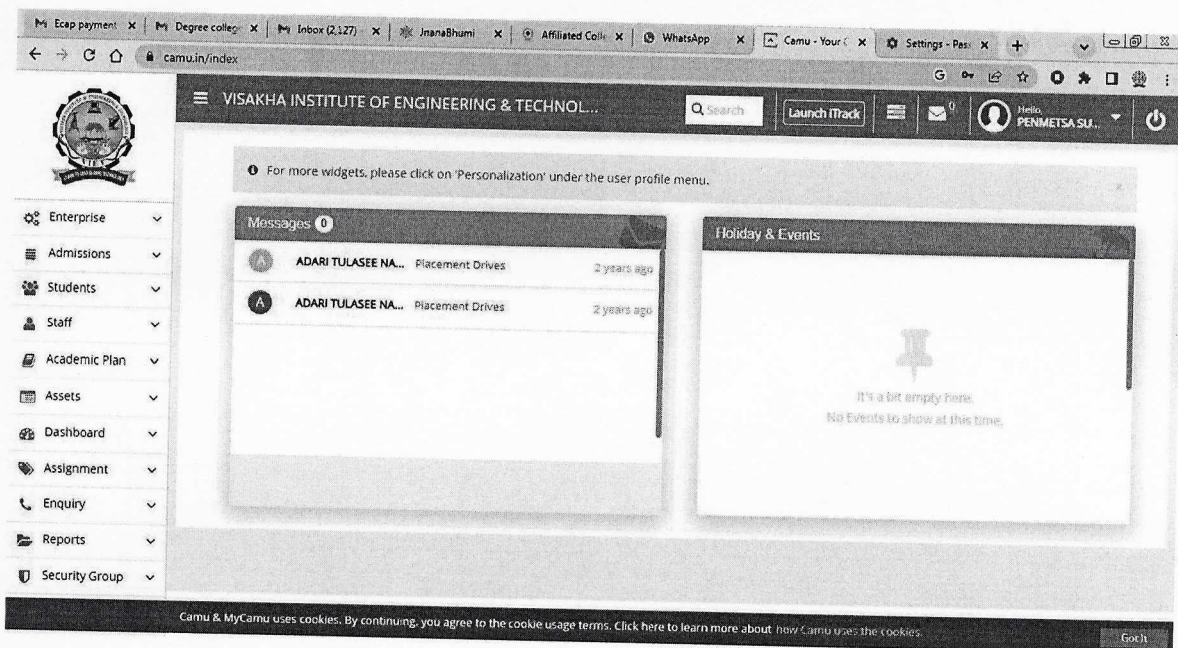 Ecap payment
Degree colleg
Inbox (2,127)
JnanaBhumi
Affiliated Coll
WhatsApp
Camu - Your C
Settings - Pass
camu.in/index
VISAKHA INSTITUTE OF ENGINEERING & TECHNOL...
Search
Launch iTrack
0
Hello,
PENMETSA SU...
VIET
For more widgets, please click on 'Personalization' under the user profile menu.
Enterprise
Admissions
Students
Staff
Academic Plan
Assets
Dashboard
Assignment
Enquiry
Reports
Security Group
Messages 0
A ADARI TULASEE NA... Placement Drives 2 years ago
A ADARI TULASEE NA... Placement Drives 2 years ago
Holiday & Events
It's a bit empty here.
No Events to show at this time.
Camu & MyCamu uses cookies. By continuing, you agree to the cookie usage terms. Click here to learn more about how Camu uses the cookies.
Got It